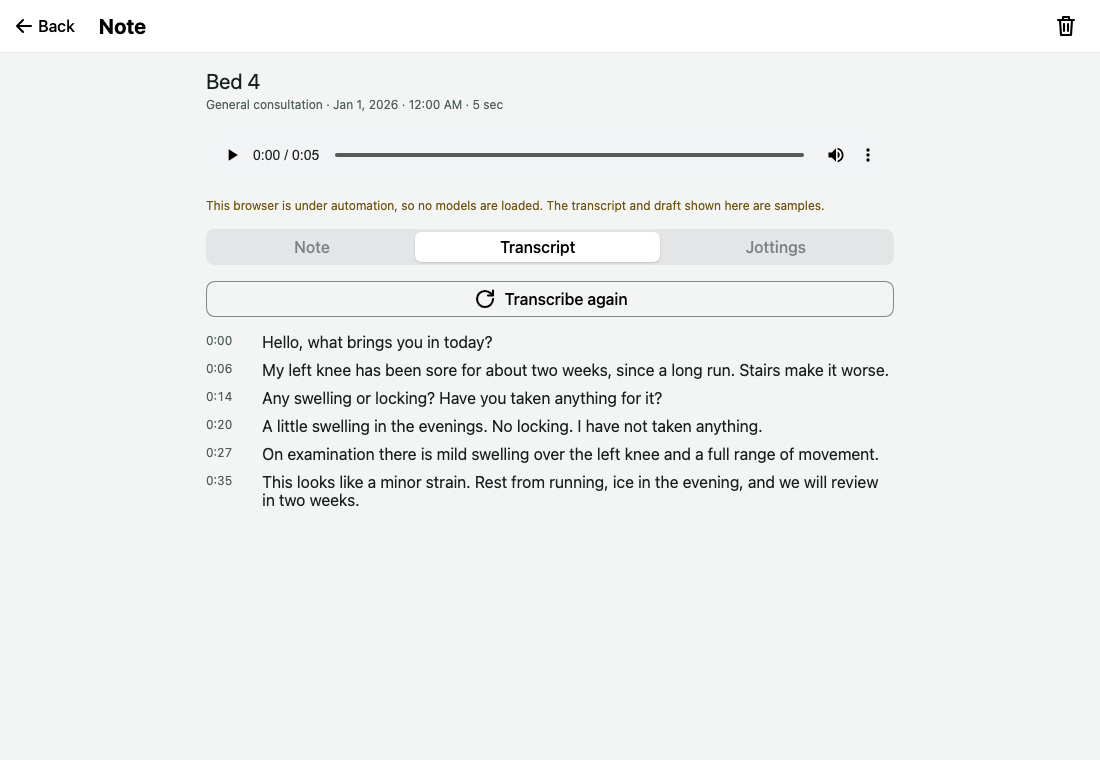 Back Note
Bed 4
General consultation · Jan 1, 2026 · 12:00 AM · 5 sec
0:00 / 0:05
This browser is under automation, so no models are loaded. The transcript and draft shown here are samples.
Note Transcript Jottings
Transcribe again
0:00 Hello, what brings you in today?
0:06 My left knee has been sore for about two weeks, since a long run. Stairs make it worse.
0:14 Any swelling or locking? Have you taken anything for it?
0:20 A little swelling in the evenings. No locking. I have not taken anything.
0:27 On examination there is mild swelling over the left knee and a full range of movement.
0:35 This looks like a minor strain. Rest from running, ice in the evening, and we will review
in two weeks.